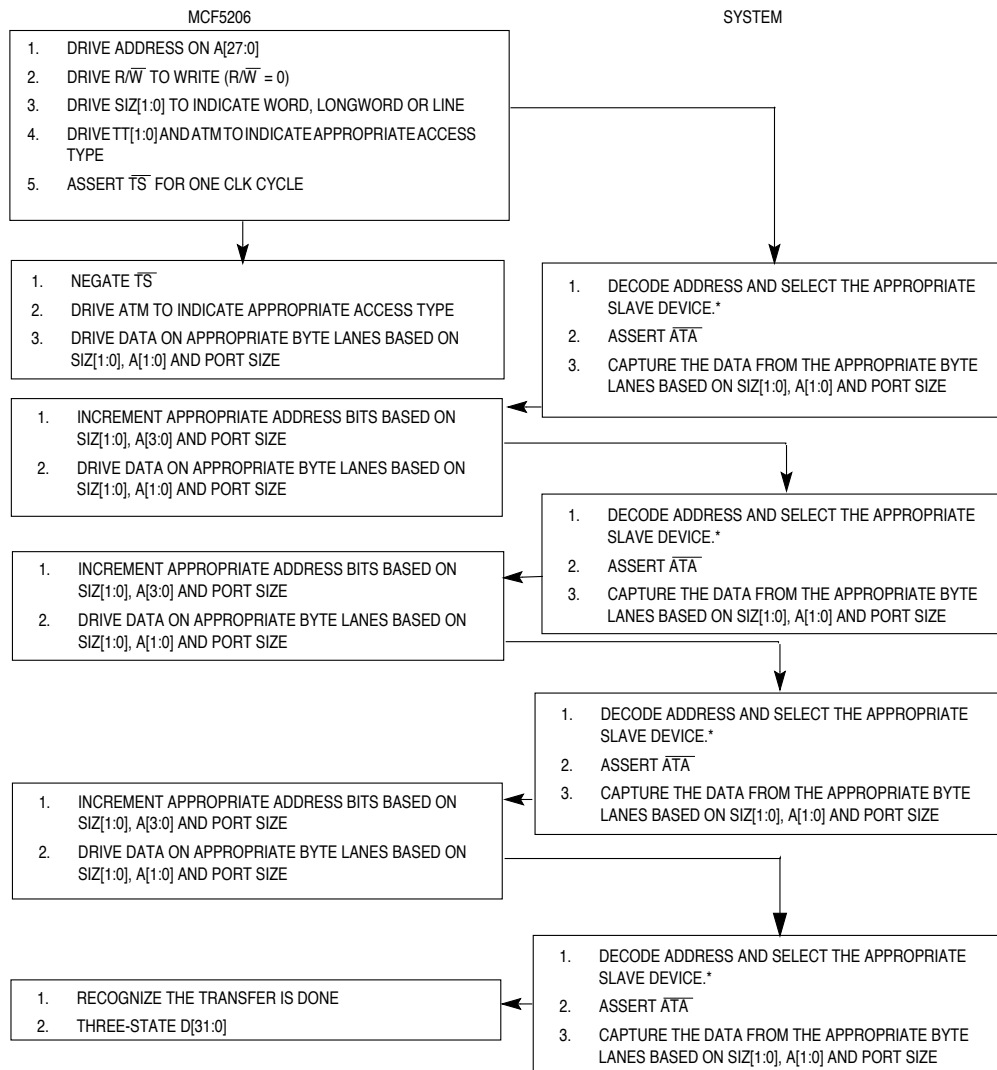 MCF5206
SYSTEM
1. DRIVE ADDRESS ON A[27:0]
2. DRIVE R/W̅ TO WRITE (R/W̅ = 0)
3. DRIVE SIZ[1:0] TO INDICATE WORD, LONGWORD OR LINE
4. DRIVE TT[1:0] AND ATM TO INDICATE APPROPRIATE ACCESS
TYPE
5. ASSERT T̅S̅ FOR ONE CLK CYCLE
1. NEGATE T̅S̅
2. DRIVE ATM TO INDICATE APPROPRIATE ACCESS TYPE
3. DRIVE DATA ON APPROPRIATE BYTE LANES BASED ON
SIZ[1:0], A[1:0] AND PORT SIZE
1. DECODE ADDRESS AND SELECT THE APPROPRIATE
SLAVE DEVICE.*
2. ASSERT A̅T̅A̅
3. CAPTURE THE DATA FROM THE APPROPRIATE BYTE
LANES BASED ON SIZ[1:0], A[1:0] AND PORT SIZE
1. INCREMENT APPROPRIATE ADDRESS BITS BASED ON
SIZ[1:0], A[3:0] AND PORT SIZE
2. DRIVE DATA ON APPROPRIATE BYTE LANES BASED ON
SIZ[1:0], A[1:0] AND PORT SIZE
1. DECODE ADDRESS AND SELECT THE APPROPRIATE
SLAVE DEVICE.*
2. ASSERT A̅T̅A̅
3. CAPTURE THE DATA FROM THE APPROPRIATE BYTE
LANES BASED ON SIZ[1:0], A[1:0] AND PORT SIZE
1. INCREMENT APPROPRIATE ADDRESS BITS BASED ON
SIZ[1:0], A[3:0] AND PORT SIZE
2. DRIVE DATA ON APPROPRIATE BYTE LANES BASED ON
SIZ[1:0], A[1:0] AND PORT SIZE
1. DECODE ADDRESS AND SELECT THE APPROPRIATE
SLAVE DEVICE.*
2. ASSERT A̅T̅A̅
3. CAPTURE THE DATA FROM THE APPROPRIATE BYTE
LANES BASED ON SIZ[1:0], A[1:0] AND PORT SIZE
1. INCREMENT APPROPRIATE ADDRESS BITS BASED ON
SIZ[1:0], A[3:0] AND PORT SIZE
2. DRIVE DATA ON APPROPRIATE BYTE LANES BASED ON
SIZ[1:0], A[1:0] AND PORT SIZE
1. DECODE ADDRESS AND SELECT THE APPROPRIATE
SLAVE DEVICE.*
2. ASSERT A̅T̅A̅
3. CAPTURE THE DATA FROM THE APPROPRIATE BYTE
LANES BASED ON SIZ[1:0], A[1:0] AND PORT SIZE
1. RECOGNIZE THE TRANSFER IS DONE
2. THREE-STATE D[31:0]